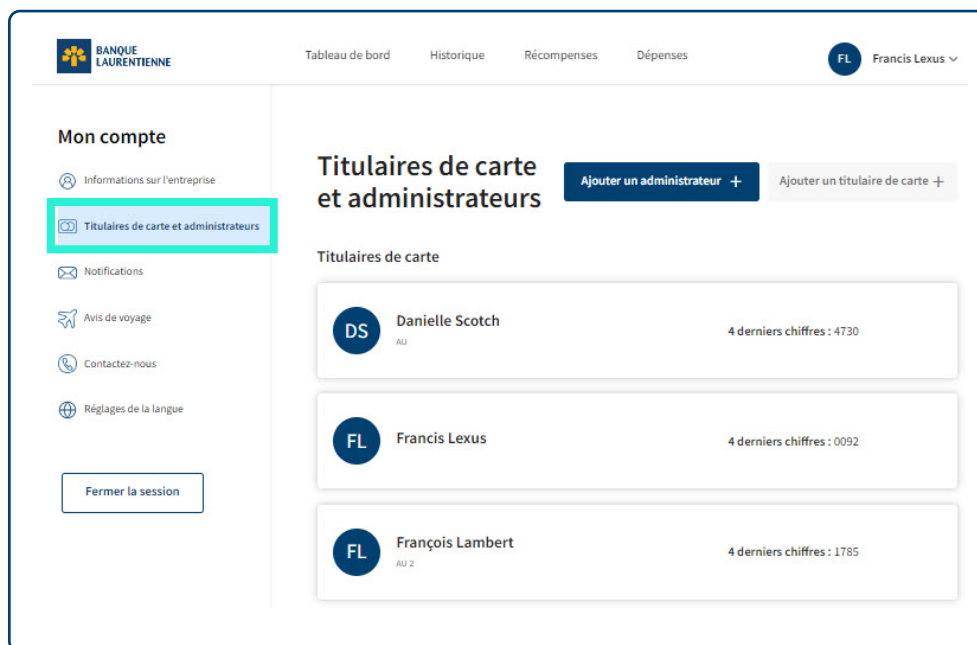 BANQUE
LAURENTIENNE
Tableau de bord
Historique
Récompenses
Dépenses
FL
Francis Lexus
Mon compte
Informations sur l'entreprise
Titulaires de carte et administrateurs
Notifications
Avis de voyage
Contactez-nous
Réglages de la langue
Fermer la session
Titulaires de carte
et administrateurs
Ajouter un administrateur +
Ajouter un titulaire de carte +
Titulaires de carte
DS
Danielle Scotch
AU
4 derniers chiffres : 4730
FL
Francis Lexus
4 derniers chiffres : 0092
FL
François Lambert
AU 2
4 derniers chiffres : 1785